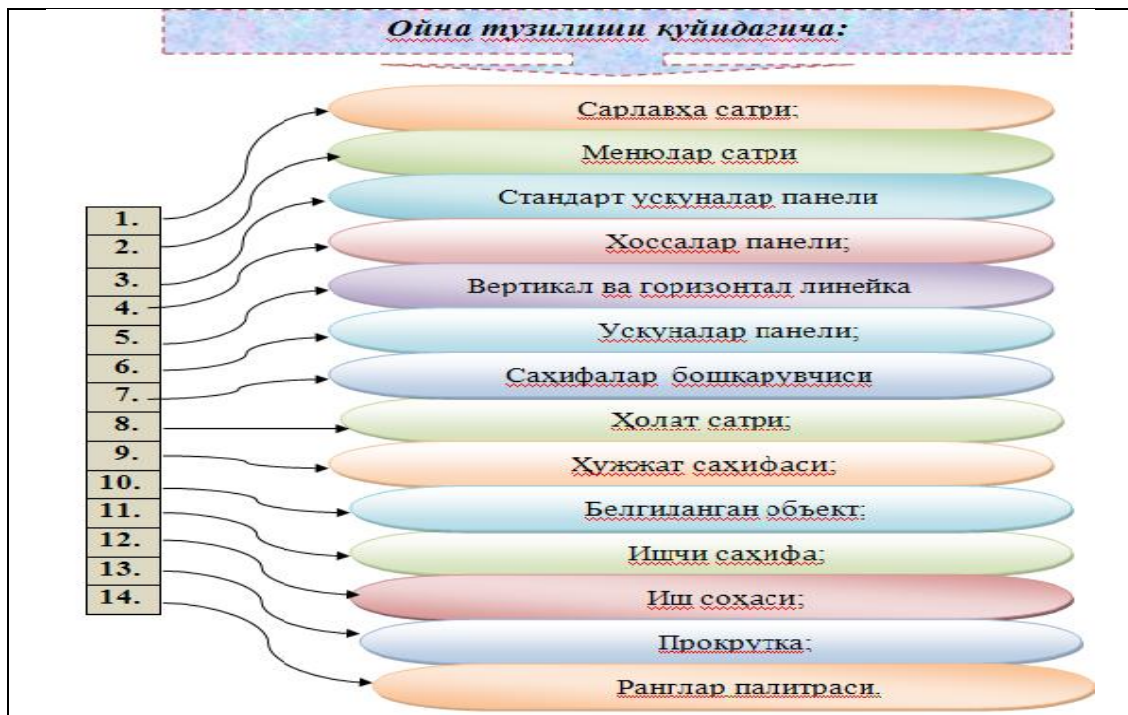 Ойна тузилиши қуйидагича:
Сарлавҳа сатри;
Менюлар сатри
Стандарт ускуналар панели
Хоссалар панели;
Вертикал ва горизонтал линейка
Ускуналар панели;
Саҳифалар бошкарувчиси
Ҳолат сатри;
Ҳужжат саҳифаси;
Белгиланган объект;
Ишчи саҳифа;
Иш соҳаси;
Прокрутка;
Ранглар палитраси.
1.
2.
3.
4.
5.
6.
7.
8.
9.
10.
11.
12.
13.
14.